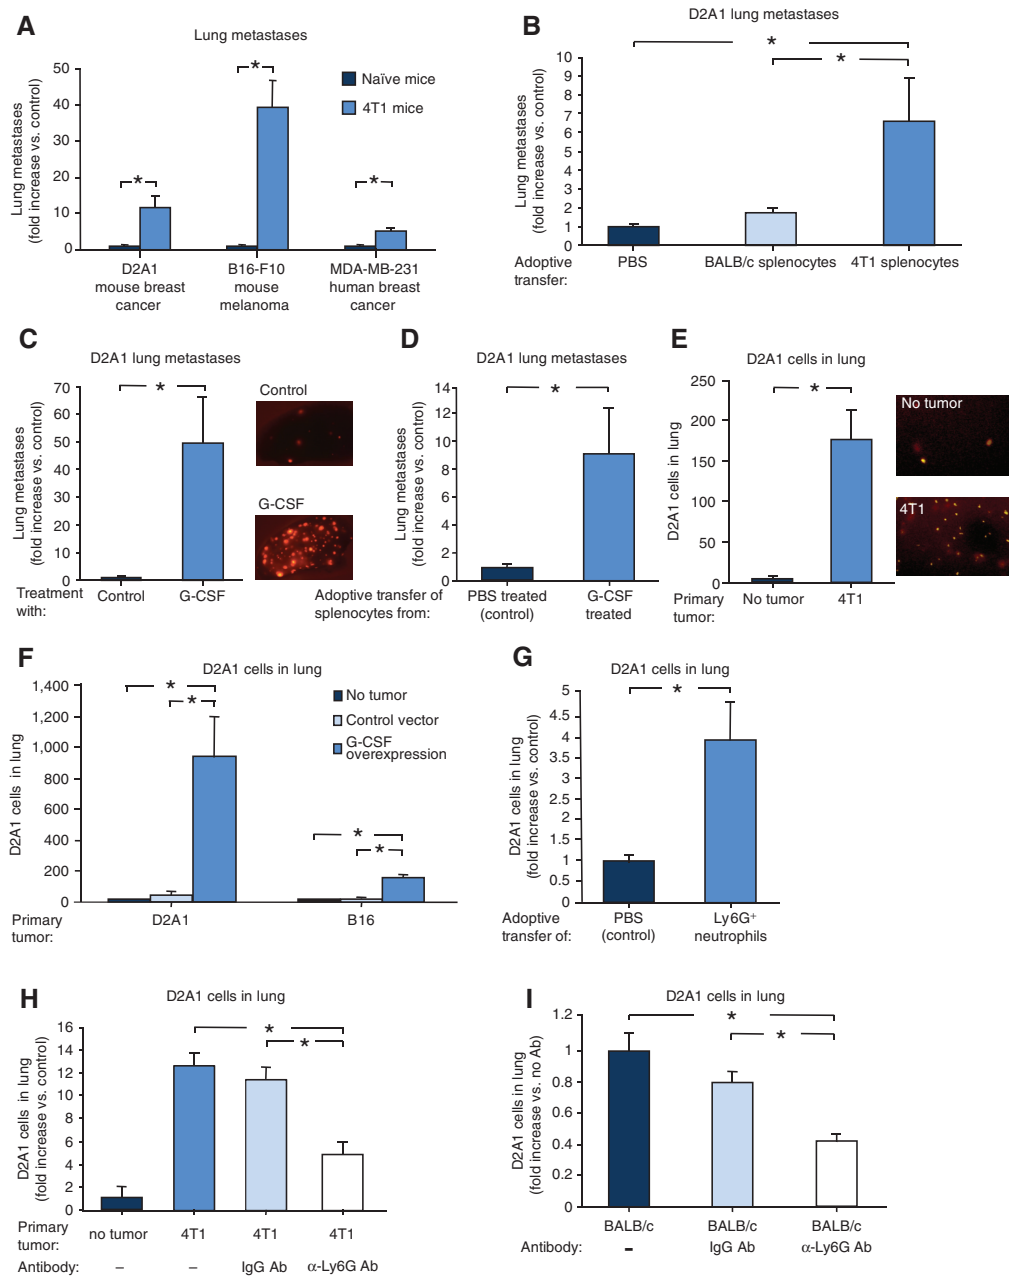 A
Lung metastases
Lung metastases
(fold increase vs. control)
50
40
30
20
10
0
*
*
*
Naïve mice
4T1 mice
D2A1
mouse breast
cancer
B16-F10
mouse
melanoma
MDA-MB-231
human breast
cancer
B
D2A1 lung metastases
Lung metastases
(fold increase vs. control)
10
9
8
7
6
5
4
3
2
1
0
*
*
Adoptive
transfer:
PBS
BALB/c splenocytes
4T1 splenocytes
C
D2A1 lung metastases
Lung metastases
(fold increase vs. control)
70
60
50
40
30
20
10
0
*
Control
G-CSF
Treatment
with:
Control
G-CSF
D
D2A1 lung metastases
Lung metastases
(fold increase vs. control)
14
12
10
8
6
4
2
0
*
Adoptive transfer of
splenocytes from:
PBS treated
(control)
G-CSF
treated
E
D2A1 cells in lung
D2A1 cells in lung
250
200
150
100
50
0
*
No tumor
4T1
Primary
tumor:
No tumor
4T1
F
D2A1 cells in lung
D2A1 cells in lung
1,400
1,200
1,000
800
600
400
200
0
*
*
*
*
No tumor
Control vector
G-CSF
overexpression
Primary
tumor:
D2A1
B16
G
D2A1 cells in lung
D2A1 cells in lung
(fold increase vs. control)
5
4.5
4
3.5
3
2.5
2
1.5
1
0.5
0
*
Adoptive
transfer of:
PBS
(control)
Ly6G+
neutrophils
H
D2A1 cells in lung
D2A1 cells in lung
(fold increase vs. control)
16
14
12
10
8
6
4
2
0
*
*
Primary
tumor:
no tumor
4T1
4T1
4T1
Antibody:
–
–
IgG Ab
α-Ly6G Ab
I
D2A1 cells in lung
D2A1 cells in lung
(fold increase vs. no Ab)
1.2
1
0.8
0.6
0.4
0.2
0
*
*
BALB/c
BALB/c
BALB/c
Antibody:
–
IgG Ab
α-Ly6G Ab